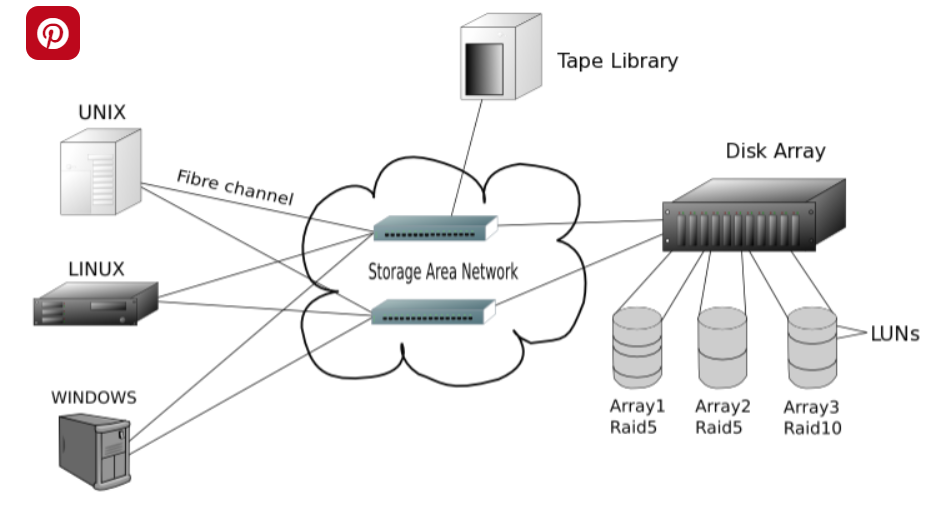 Tape Library
UNIX
Disk Array
Fibre channel
LINUX
Storage Area Network
LUNs
WINDOWS
Array1
Raid5
Array2
Raid5
Array3
Raid10